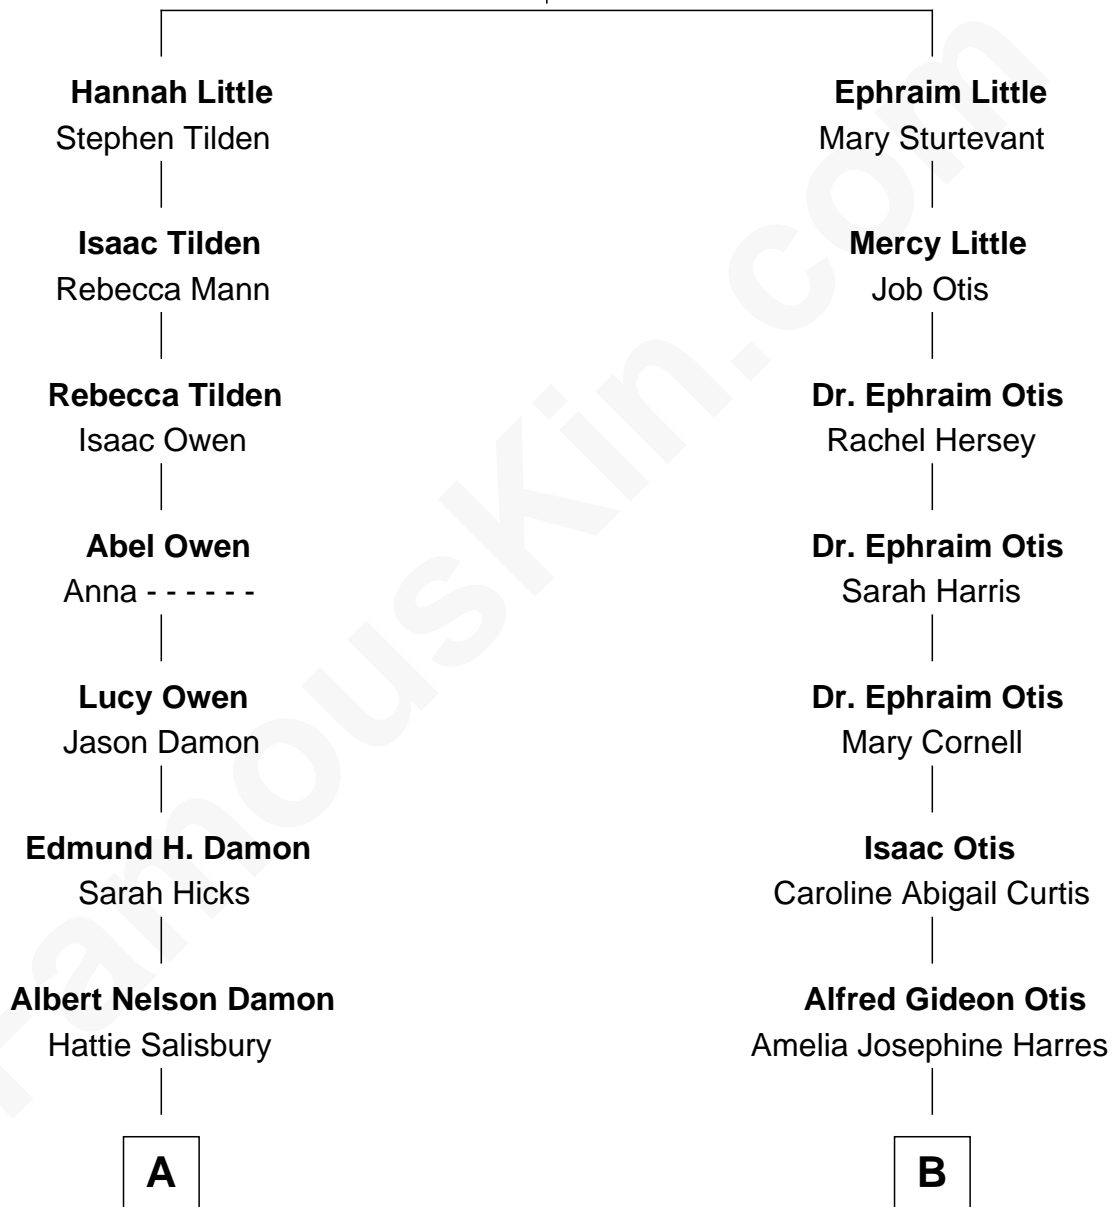 Hannah Little
Stephen Tilden
Isaac Tilden
Rebecca Mann
Rebecca Tilden
Isaac Owen
Abel Owen
Anna - - - - - -
Lucy Owen
Jason Damon
Edmund H. Damon
Sarah Hicks
Albert Nelson Damon
Hattie Salisbury
A
Ephraim Little
Mary Sturtevant
Mercy Little
Job Otis
Dr. Ephraim Otis
Rachel Hersey
Dr. Ephraim Otis
Sarah Harris
Dr. Ephraim Otis
Mary Cornell
Isaac Otis
Caroline Abigail Curtis
Alfred Gideon Otis
Amelia Josephine Harres
B
FamousKin.com